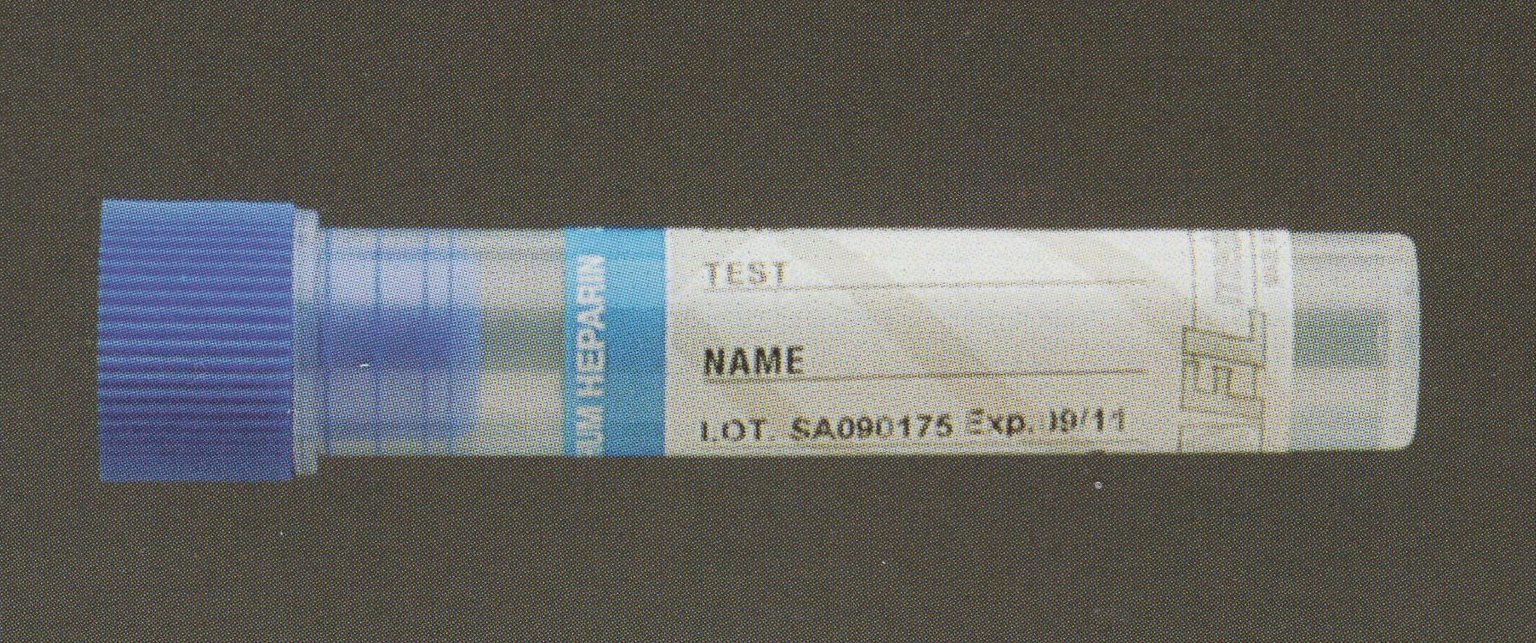 UM HEPARIN
TEST
NAME
LOT. SA090175 Exp. 09/11